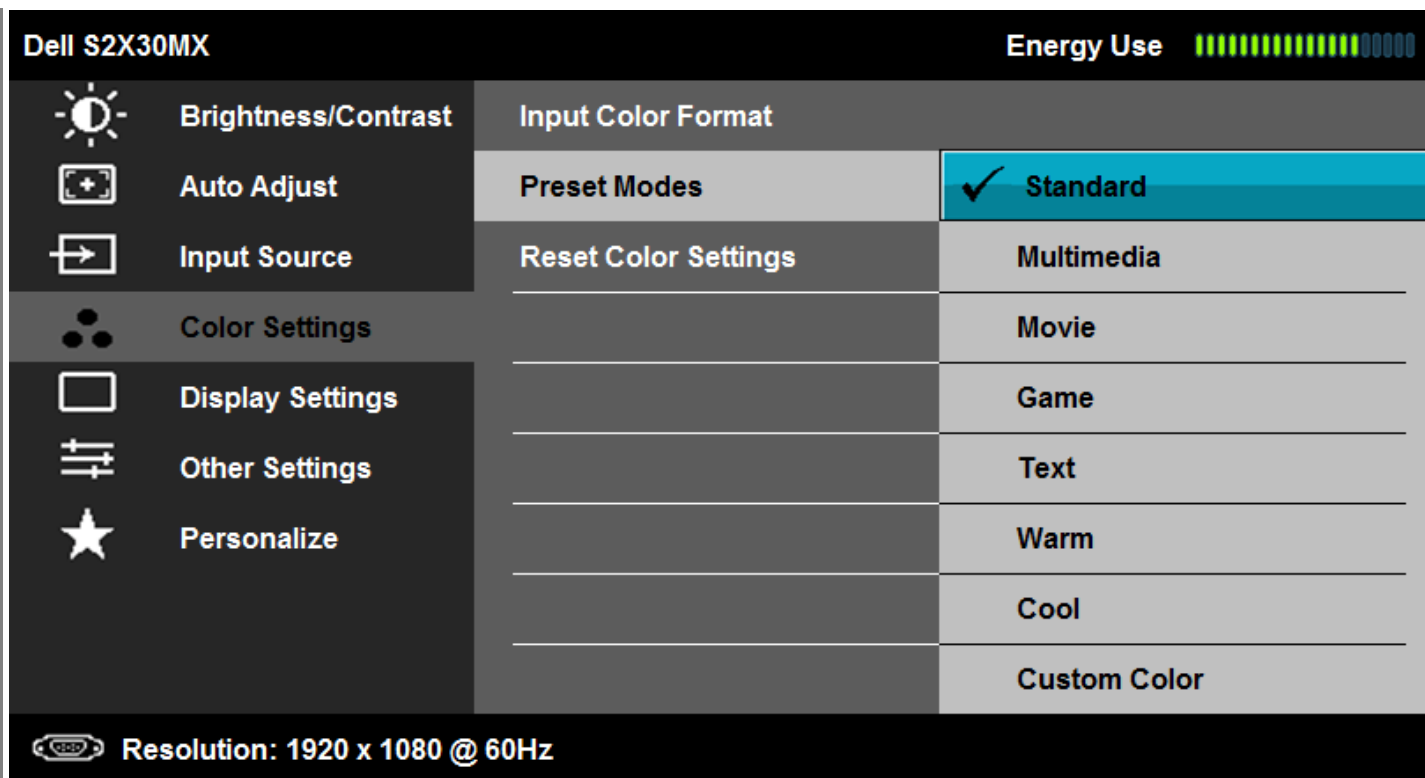 Dell S2X30MX Energy Use
Brightness/Contrast Input Color Format
Auto Adjust Preset Modes Standard
Input Source Reset Color Settings Multimedia
Color Settings Movie
Display Settings Game
Other Settings Text
Personalize Warm
Cool
Custom Color
Resolution: 1920 x 1080 @ 60Hz